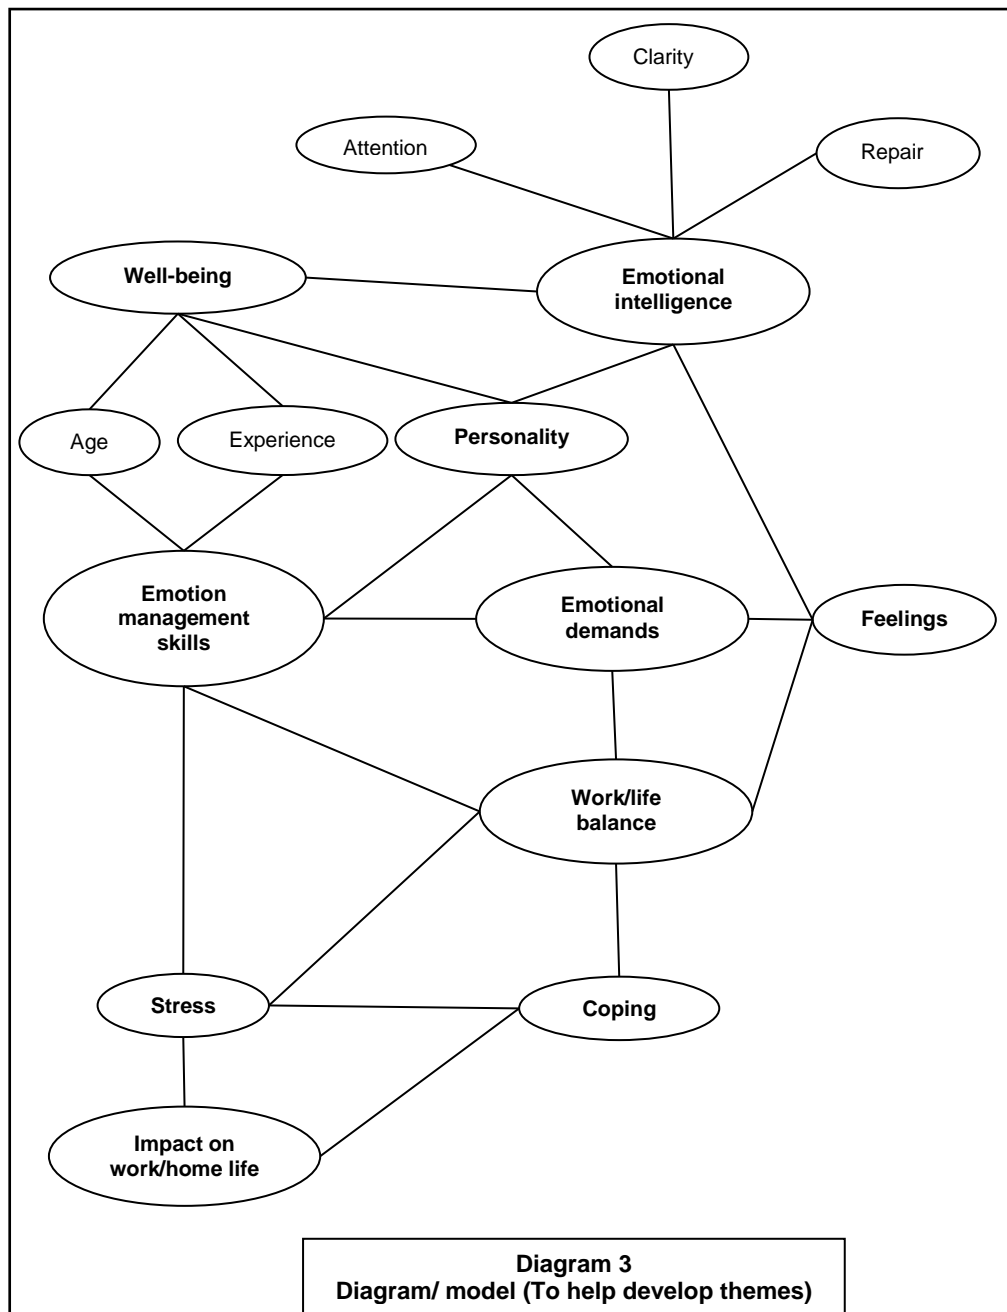 Clarity
Attention
Repair
Well-being
Emotional
intelligence
Age
Experience
Personality
Emotion
management
skills
Emotional
demands
Feelings
Work/life
balance
Stress
Coping
Impact on
work/home life
Diagram 3
Diagram/ model (To help develop themes)